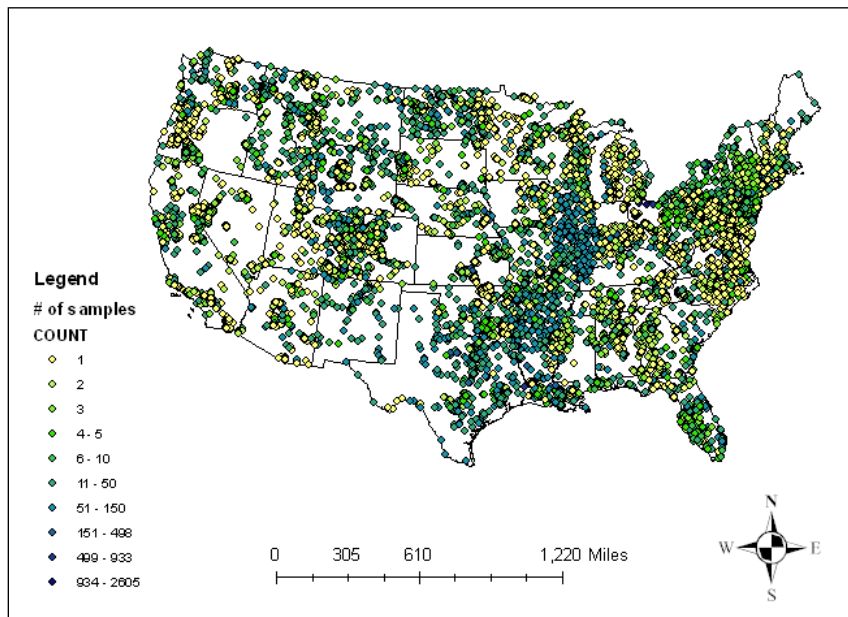 Legend
# of samples
COUNT
1
2
3
4 - 5
6 - 10
11 - 50
51 - 150
151 - 498
499 - 933
934 - 2605
0 305 610 1,220 Miles
N
W E
S